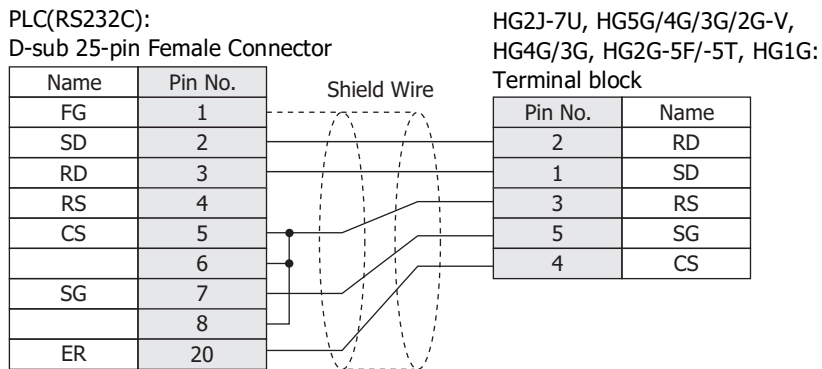 PLC(RS232C):
D-sub 25-pin Female Connector
HG2J-7U, HG5G/4G/3G/2G-V,
HG4G/3G, HG2G-5F/-5T, HG1G:
Terminal block
Name Pin No.
FG 1
SD 2
RD 3
RS 4
CS 5
6
SG 7
8
ER 20
Shield Wire
Pin No. Name
2 RD
1 SD
3 RS
5 SG
4 CS